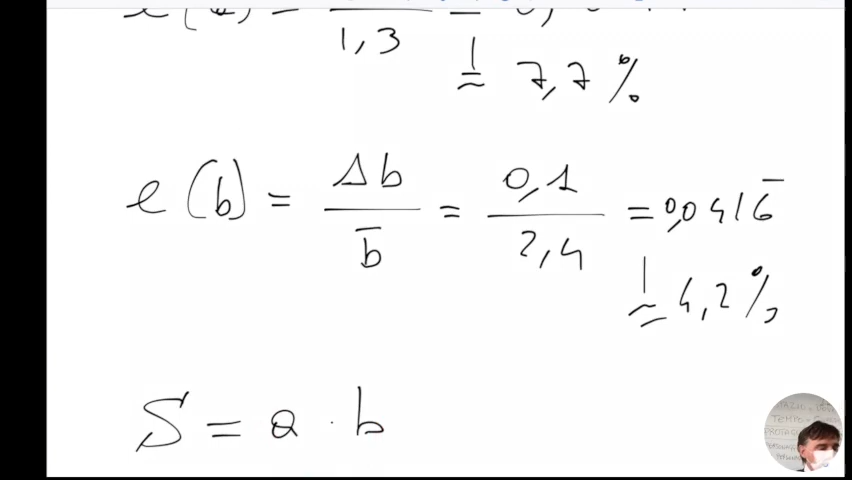 1,3
≅ 7,7 %
e(b) = Δb / b̅ = 0,1 / 2,4 = 0,0416̅
≅ 4,2 %
S = a · b